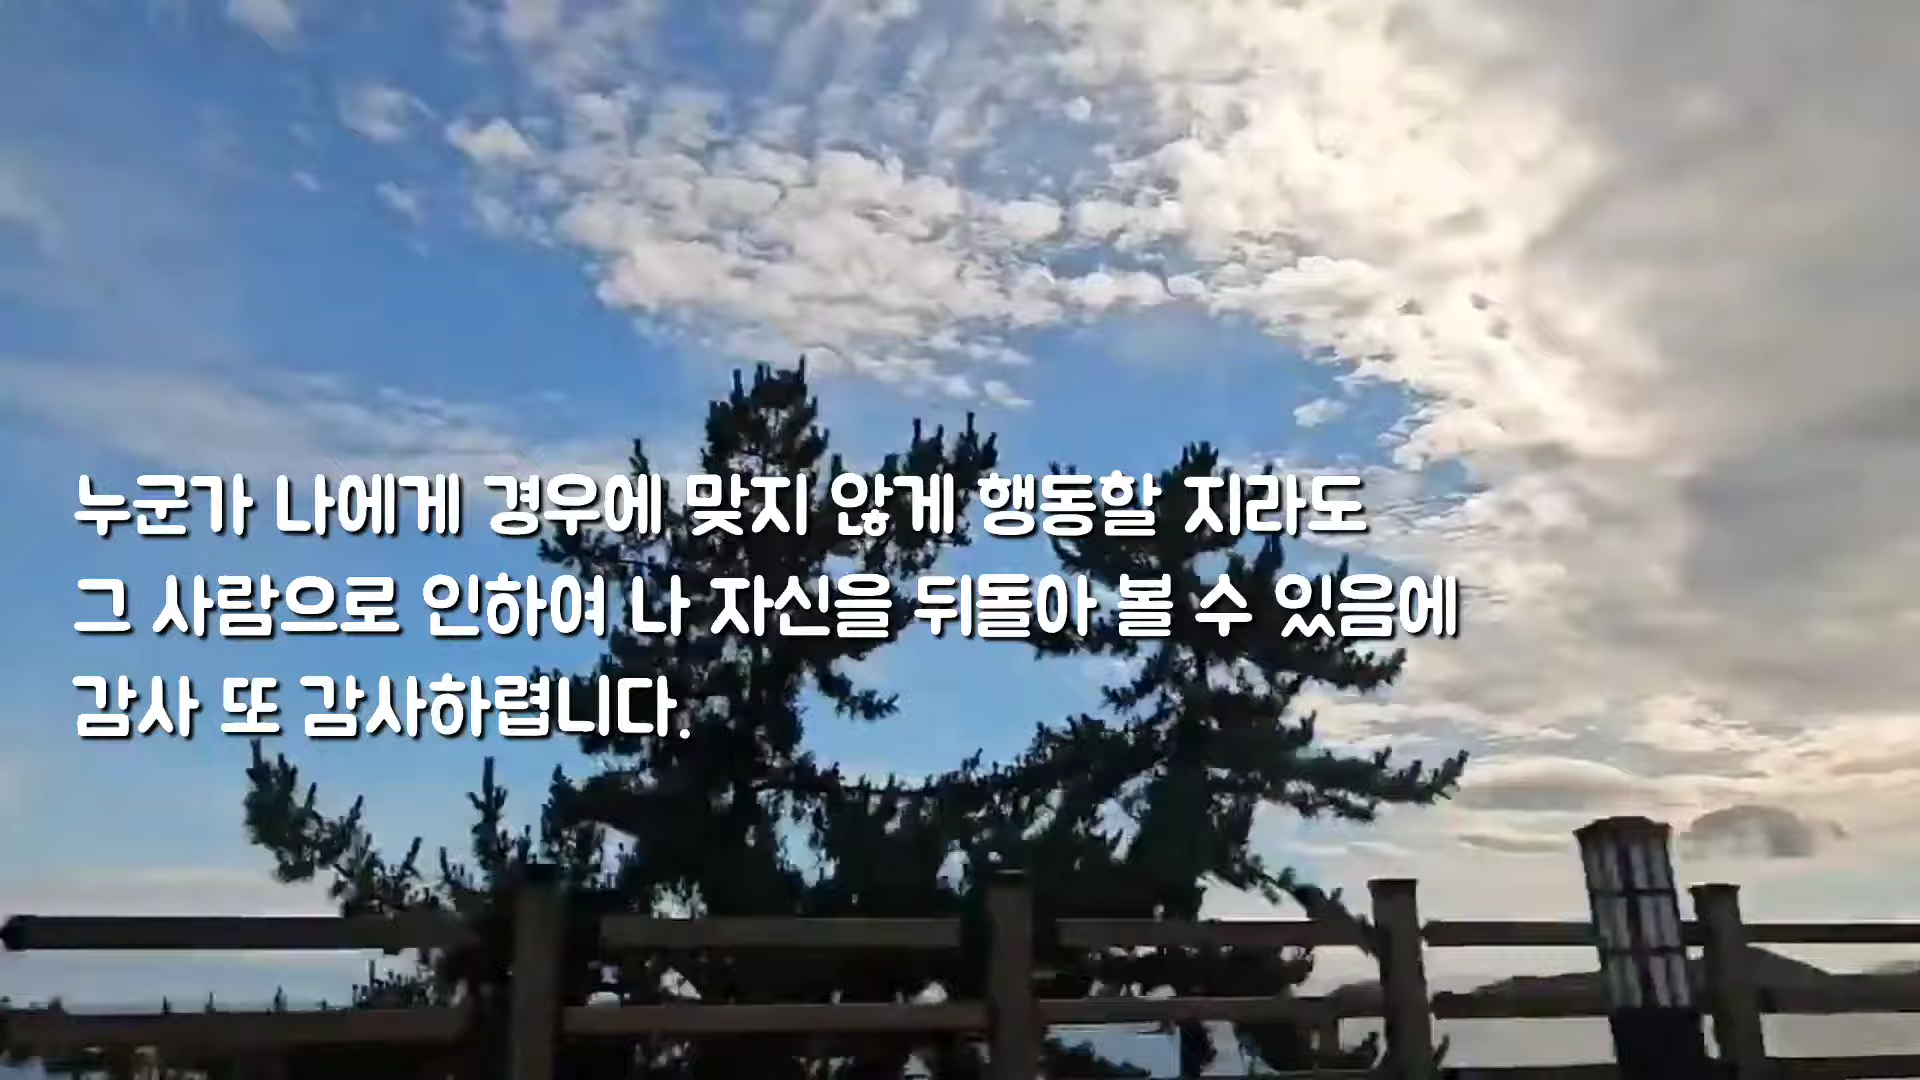 누군가 나에게 경우에 맞지 않게 행동할 지라도
그 사람으로 인하여 나 자신을 뒤돌아 볼 수 있음에
감사 또 감사하렵니다.